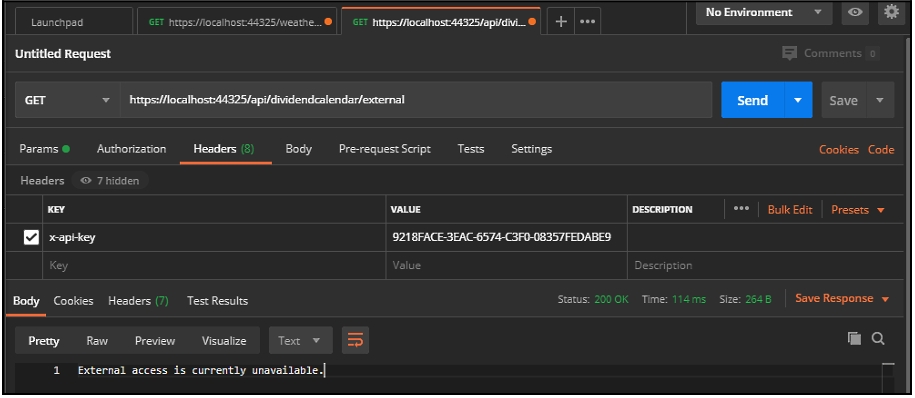 Launchpad GET https://localhost:44325/weathe... GET https://localhost:44325/api/divi... + ••• No Environment
Untitled Request Comments 0
GET https://localhost:44325/api/dividendcalendar/external Send Save
Params Authorization Headers (8) Body Pre-request Script Tests Settings Cookies Code
Headers 7 hidden
KEY VALUE DESCRIPTION ••• Bulk Edit Presets
x-api-key 9218FACE-3EAC-6574-C3F0-08357FEDABE9
Key Value Description
Body Cookies Headers (7) Test Results Status: 200 OK Time: 114 ms Size: 264 B Save Response
Pretty Raw Preview Visualize Text
1 External access is currently unavailable.